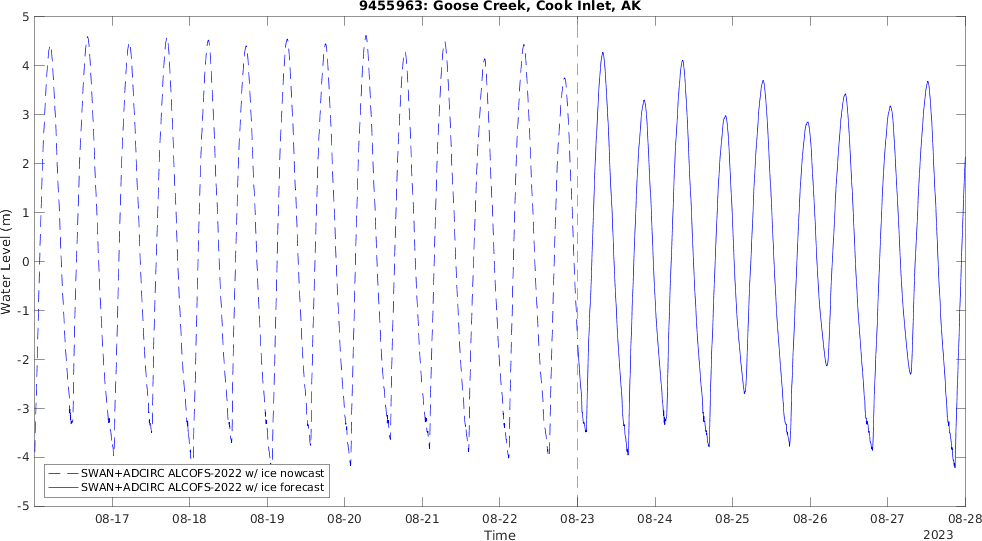 9455963: Goose Creek, Cook Inlet, AK
5
4
3
2
1
0
-1
-2
-3
-4
-5
Water Level (m)
SWAN+ADCIRC ALCOFS-2022 w/ ice nowcast
SWAN+ADCIRC ALCOFS-2022 w/ ice forecast
08-17 08-18 08-19 08-20 08-21 08-22 08-23 08-24 08-25 08-26 08-27 08-28
Time
2023